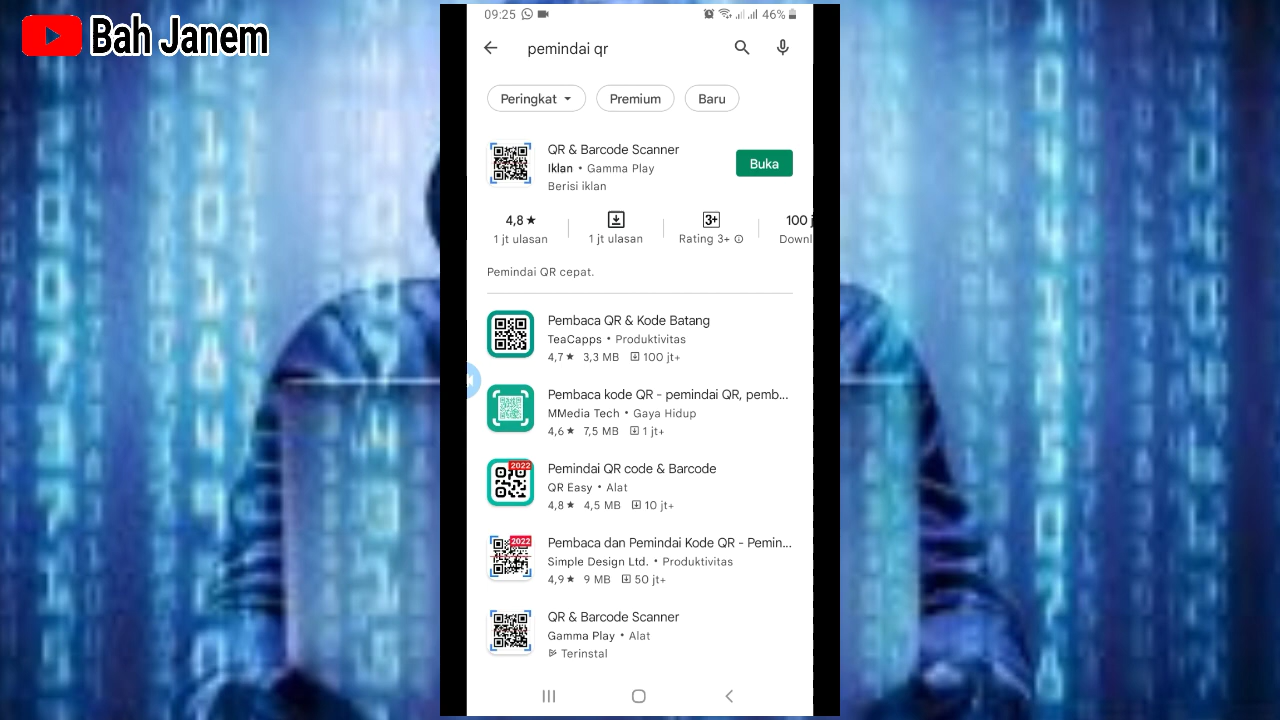 Bah Janem
09:25
46%
pemindai qr
Peringkat
Premium
Baru
QR & Barcode Scanner
Iklan • Gamma Play
Berisi iklan
Buka
4,8 ★
1 jt ulasan
1 jt ulasan
3+
Rating 3+
100 j
Downl
Pemindai QR cepat.
Pembaca QR & Kode Batang
TeaCapps • Produktivitas
4,7 ★ 3,3 MB 100 jt+
Pembaca kode QR - pemindai QR, pemb...
MMedia Tech • Gaya Hidup
4,6 ★ 7,5 MB 1 jt+
2022
Pemindai QR code & Barcode
QR Easy • Alat
4,8 ★ 4,5 MB 10 jt+
2022
Pembaca dan Pemindai Kode QR - Pemin...
Simple Design Ltd. • Produktivitas
4,9 ★ 9 MB 50 jt+
QR & Barcode Scanner
Gamma Play • Alat
Terinstal